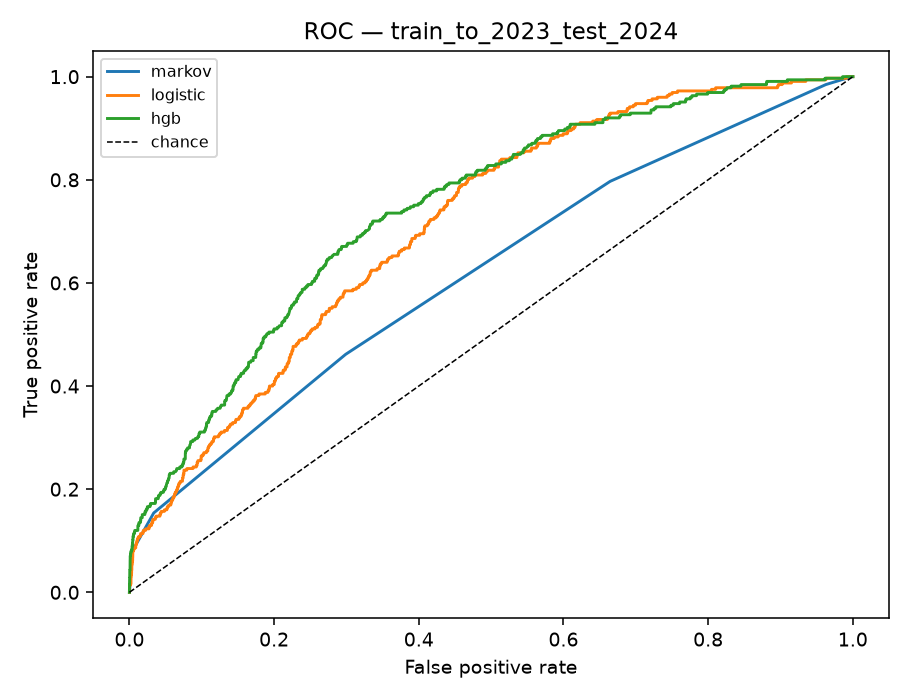 ROC — train_to_2023_test_2024
markov
logistic
hgb
chance
True positive rate
1.0
0.8
0.6
0.4
0.2
0.0
0.0 0.2 0.4 0.6 0.8 1.0
False positive rate